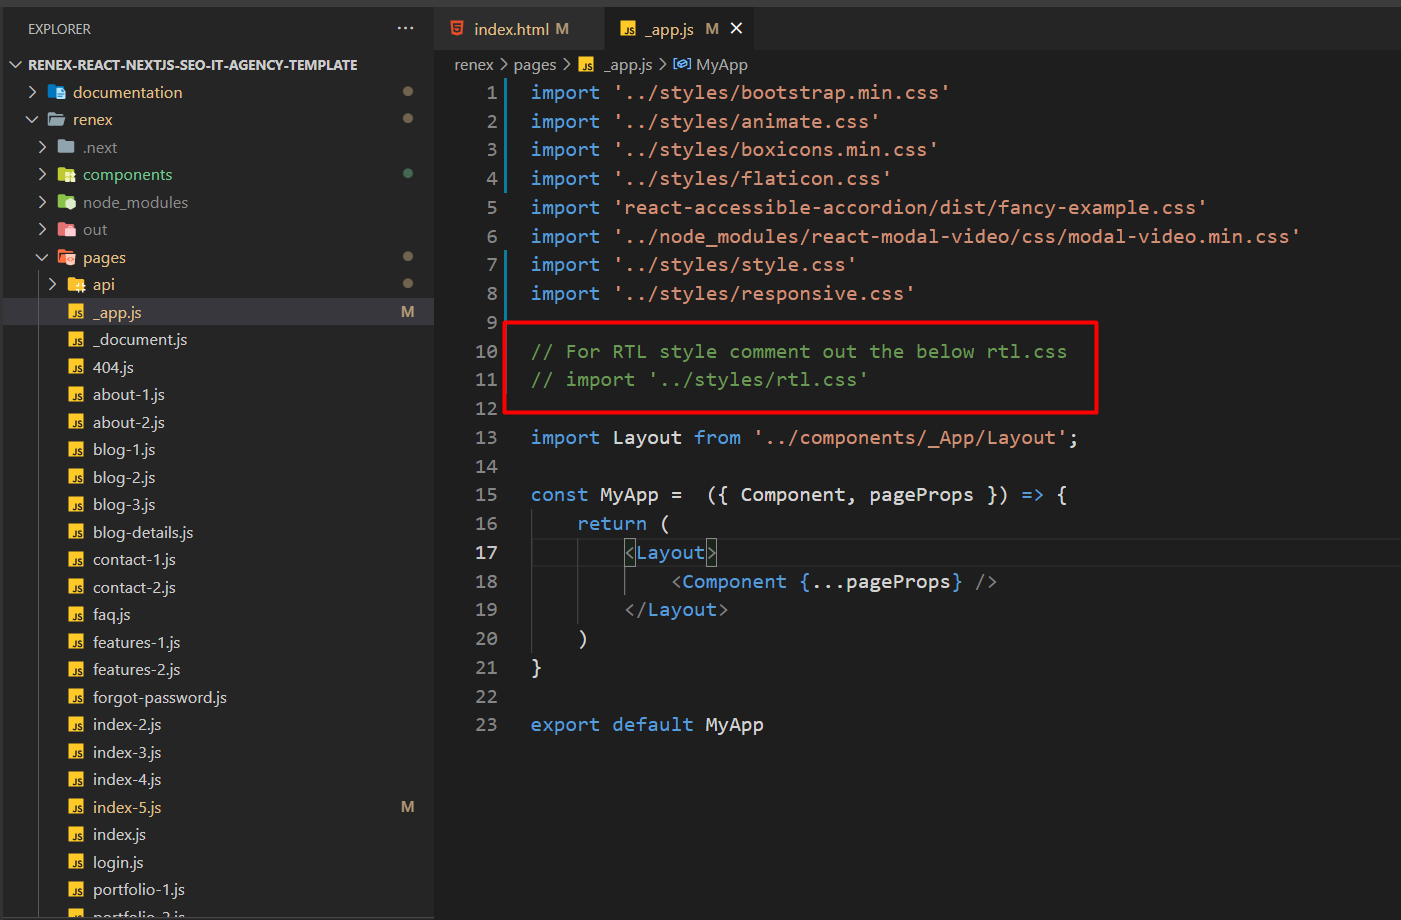 EXPLORER
RENEX-REACT-NEXTJS-SEO-IT-AGENCY-TEMPLATE
documentation
renex
.next
components
node_modules
out
pages
api
_app.js M
_document.js
404.js
about-1.js
about-2.js
blog-1.js
blog-2.js
blog-3.js
blog-details.js
contact-1.js
contact-2.js
faq.js
features-1.js
features-2.js
forgot-password.js
index-2.js
index-3.js
index-4.js
index-5.js M
index.js
login.js
portfolio-1.js
index.html M
_app.js M
renex > pages > JS _app.js > MyApp
1 import '../styles/bootstrap.min.css'
2 import '../styles/animate.css'
3 import '../styles/boxicons.min.css'
4 import '../styles/flaticon.css'
5 import 'react-accessible-accordion/dist/fancy-example.css'
6 import '../node_modules/react-modal-video/css/modal-video.min.css'
7 import '../styles/style.css'
8 import '../styles/responsive.css'
9
10 // For RTL style comment out the below rtl.css
11 // import '../styles/rtl.css'
12
13 import Layout from '../components/_App/Layout';
14
15 const MyApp =  ({ Component, pageProps }) => {
16     return (
17         <Layout>
18             <Component {...pageProps} />
19         </Layout>
20     )
21 }
22
23 export default MyApp